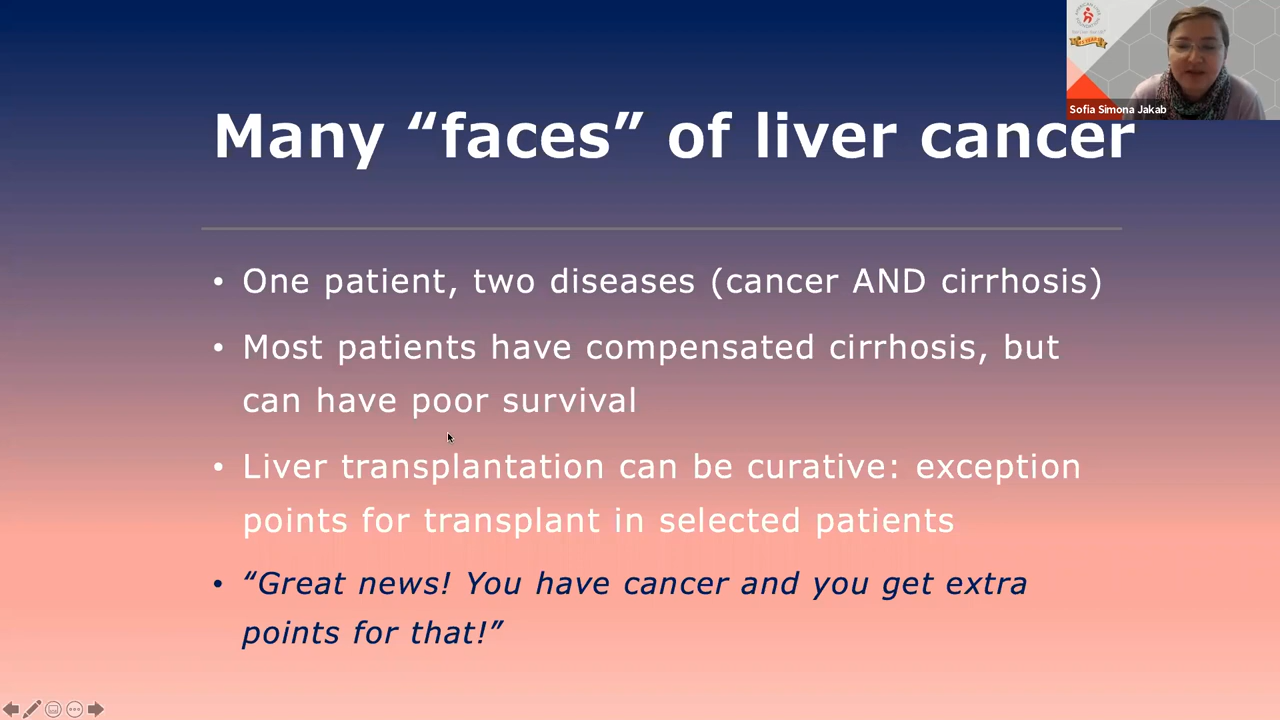 Sofia Simona Jakab
Many “faces” of liver cancer
• One patient, two diseases (cancer AND cirrhosis)
• Most patients have compensated cirrhosis, but
can have poor survival
• Liver transplantation can be curative: exception
points for transplant in selected patients
• “Great news! You have cancer and you get extra
points for that!”